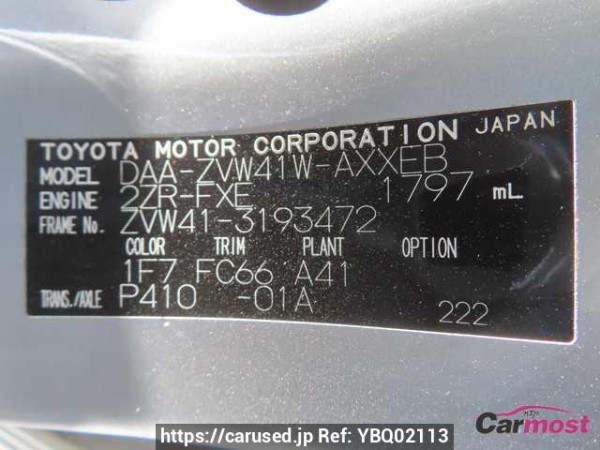 TOYOTA MOTOR CORPORATION JAPAN
MODEL DAA-ZVW41W-AXXEB
ENGINE 2ZR-FXE 1797 mL
FRAME No. ZVW41-3193472
COLOR TRIM PLANT OPTION
1F7 FC66 A41
TRANS./AXLE P410 -01A
222
Carmost
https://carused.jp Ref: YBQ02113